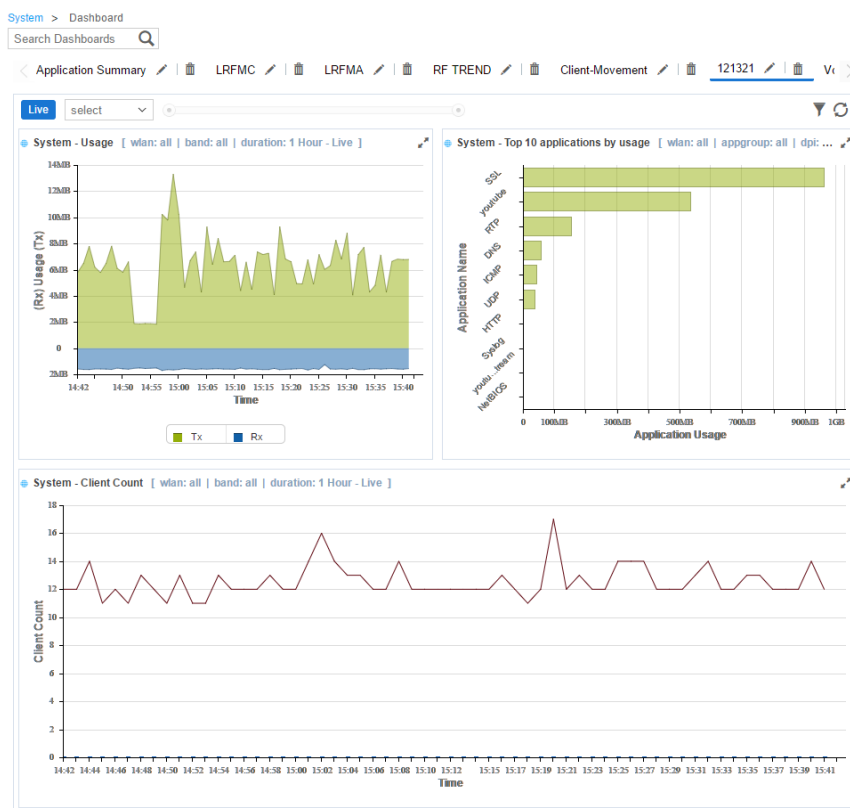 System > Dashboard
Search Dashboards
Application Summary LRFMC LRFMA RF TREND Client-Movement 121321
Live select
System - Usage [ wlan: all | band: all | duration: 1 Hour - Live ]
14MB
12MB
10MB
8MB
6MB
4MB
2MB
0
2MB
(Rx) Usage (Tx)
14:42 14:50 14:55 15:00 15:05 15:10 15:15 15:20 15:25 15:30 15:35 15:40
Time
Tx Rx
System - Top 10 applications by usage [ wlan: all | appgroup: all | dpi: ...
Application Name
SSL
youtube
RTP
DNS
ICMP
UDP
HTTP
Syslog
youtu...tream
NetBIOS
0 100MB 300MB 500MB 700MB 900MB 1GB
Application Usage
System - Client Count [ wlan: all | band: all | duration: 1 Hour - Live ]
18
16
14
12
10
8
6
4
2
0
Client Count
14:42 14:44 14:46 14:48 14:50 14:52 14:54 14:56 14:58 15:00 15:02 15:04 15:06 15:08 15:10 15:12 15:15 15:17 15:19 15:21 15:23 15:25 15:27 15:29 15:31 15:33 15:35 15:37 15:39 15:41
Time